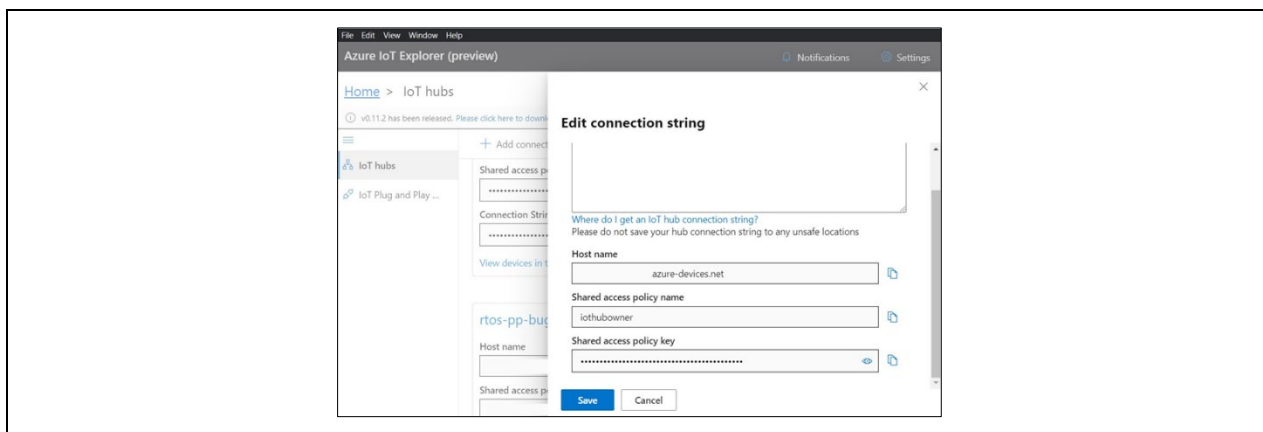 File Edit View Window Help
Azure IoT Explorer (preview)
Notifications
Settings
Home > IoT hubs
v0.11.2 has been released. Please click here to
IoT hubs
IoT Plug and Play ...
+ Add
Shared access
Connection
View devices in
rtos-pp-bug
Host name
Shared access
Edit connection string
Where do I get an IoT hub connection string?
Please do not save your hub connection string to any unsafe locations
Host name
azure-devices.net
Shared access policy name
iothubowner
Shared access policy key
Save
Cancel